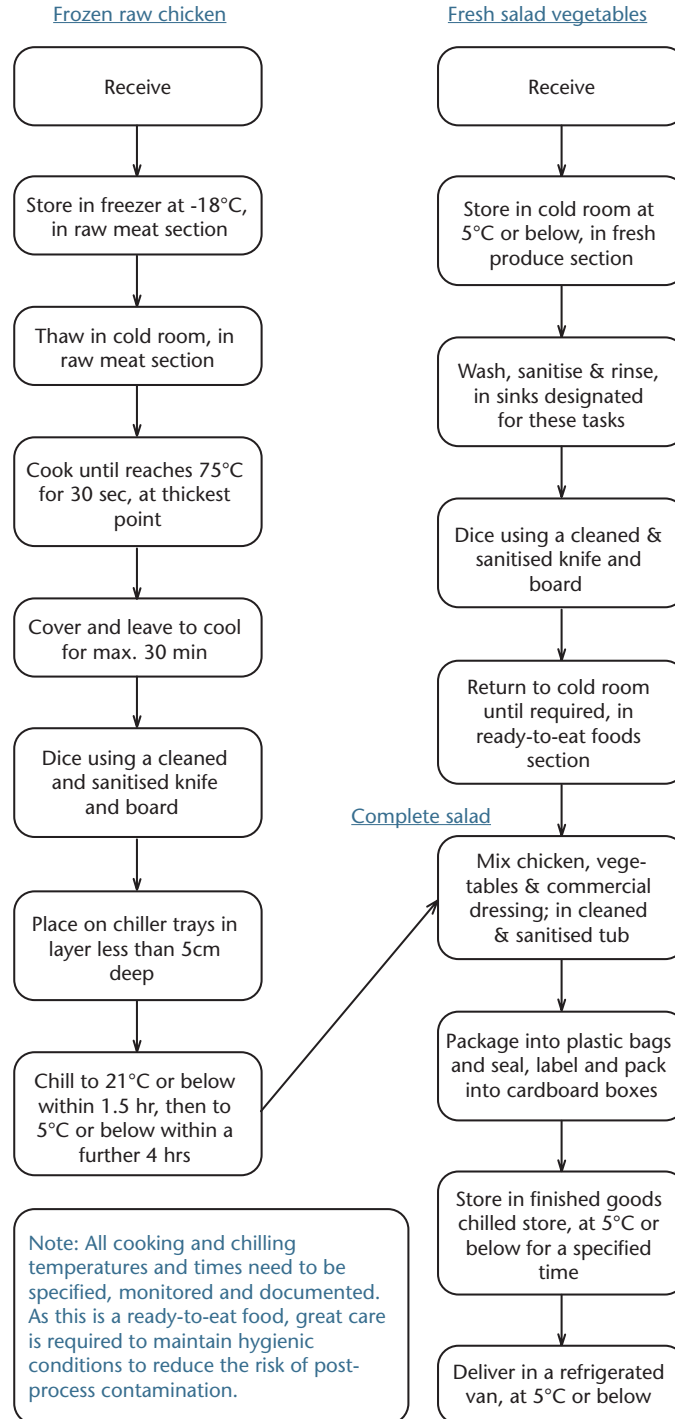 Frozen raw chicken
Receive
Store in freezer at -18°C,
in raw meat section
Thaw in cold room, in
raw meat section
Cook until reaches 75°C
for 30 sec, at thickest
point
Cover and leave to cool
for max. 30 min
Dice using a cleaned
and sanitised knife
and board
Place on chiller trays in
layer less than 5cm
deep
Chill to 21°C or below
within 1.5 hr, then to
5°C or below within a
further 4 hrs
Note: All cooking and chilling
temperatures and times need to be
specified, monitored and documented.
As this is a ready-to-eat food, great care
is required to maintain hygienic
conditions to reduce the risk of post-
process contamination.
Fresh salad vegetables
Receive
Store in cold room at
5°C or below, in fresh
produce section
Wash, sanitise & rinse,
in sinks designated
for these tasks
Dice using a cleaned &
sanitised knife and
board
Return to cold room
until required, in
ready-to-eat foods
section
Complete salad
Mix chicken, vege-
tables & commercial
dressing; in cleaned
& sanitised tub
Package into plastic bags
and seal, label and pack
into cardboard boxes
Store in finished goods
chilled store, at 5°C or
below for a specified
time
Deliver in a refrigerated
van, at 5°C or below